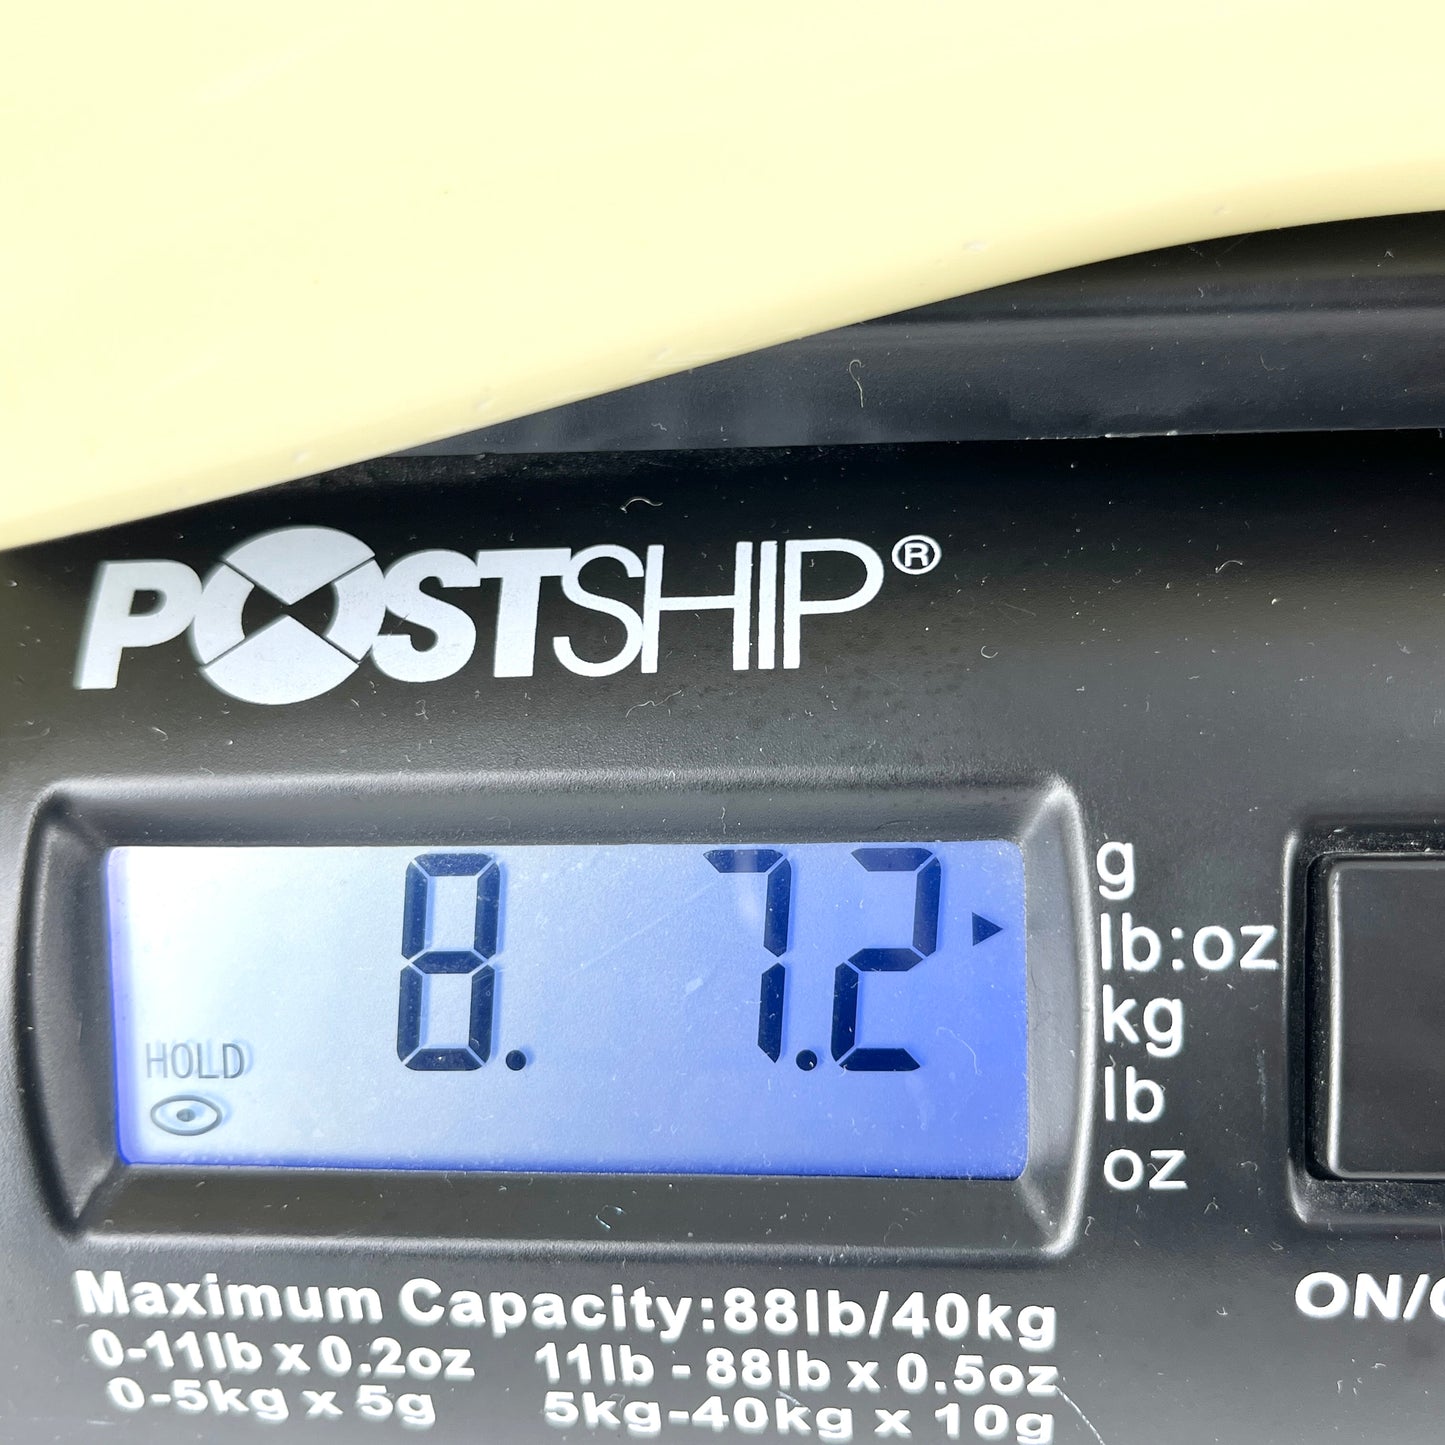 POSTSHIP®
8. 7.2
HOLD
g
lb:oz
kg
lb
oz
Maximum Capacity:88lb/40kg
0-11lb x 0.2oz 11lb - 88lb x 0.5oz
0-5kg x 5g 5kg-40kg x 10g
ON/